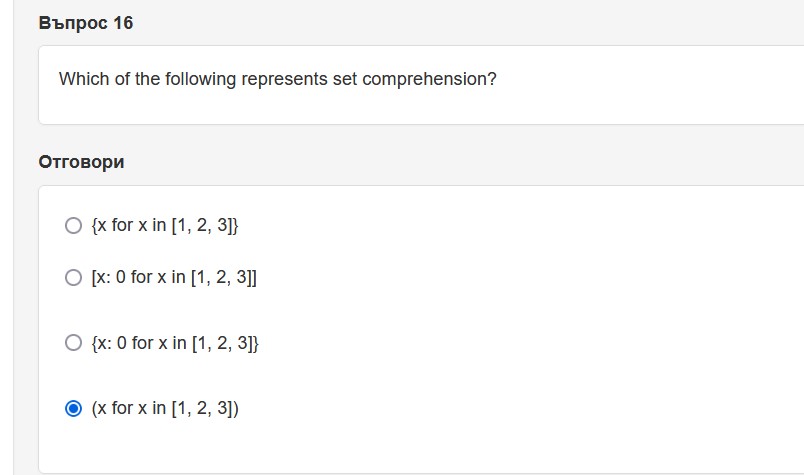 Въпрос 16
Which of the following represents set comprehension?
Отговори
{x for x in [1, 2, 3]}
[x: 0 for x in [1, 2, 3]]
{x: 0 for x in [1, 2, 3]}
(x for x in [1, 2, 3])